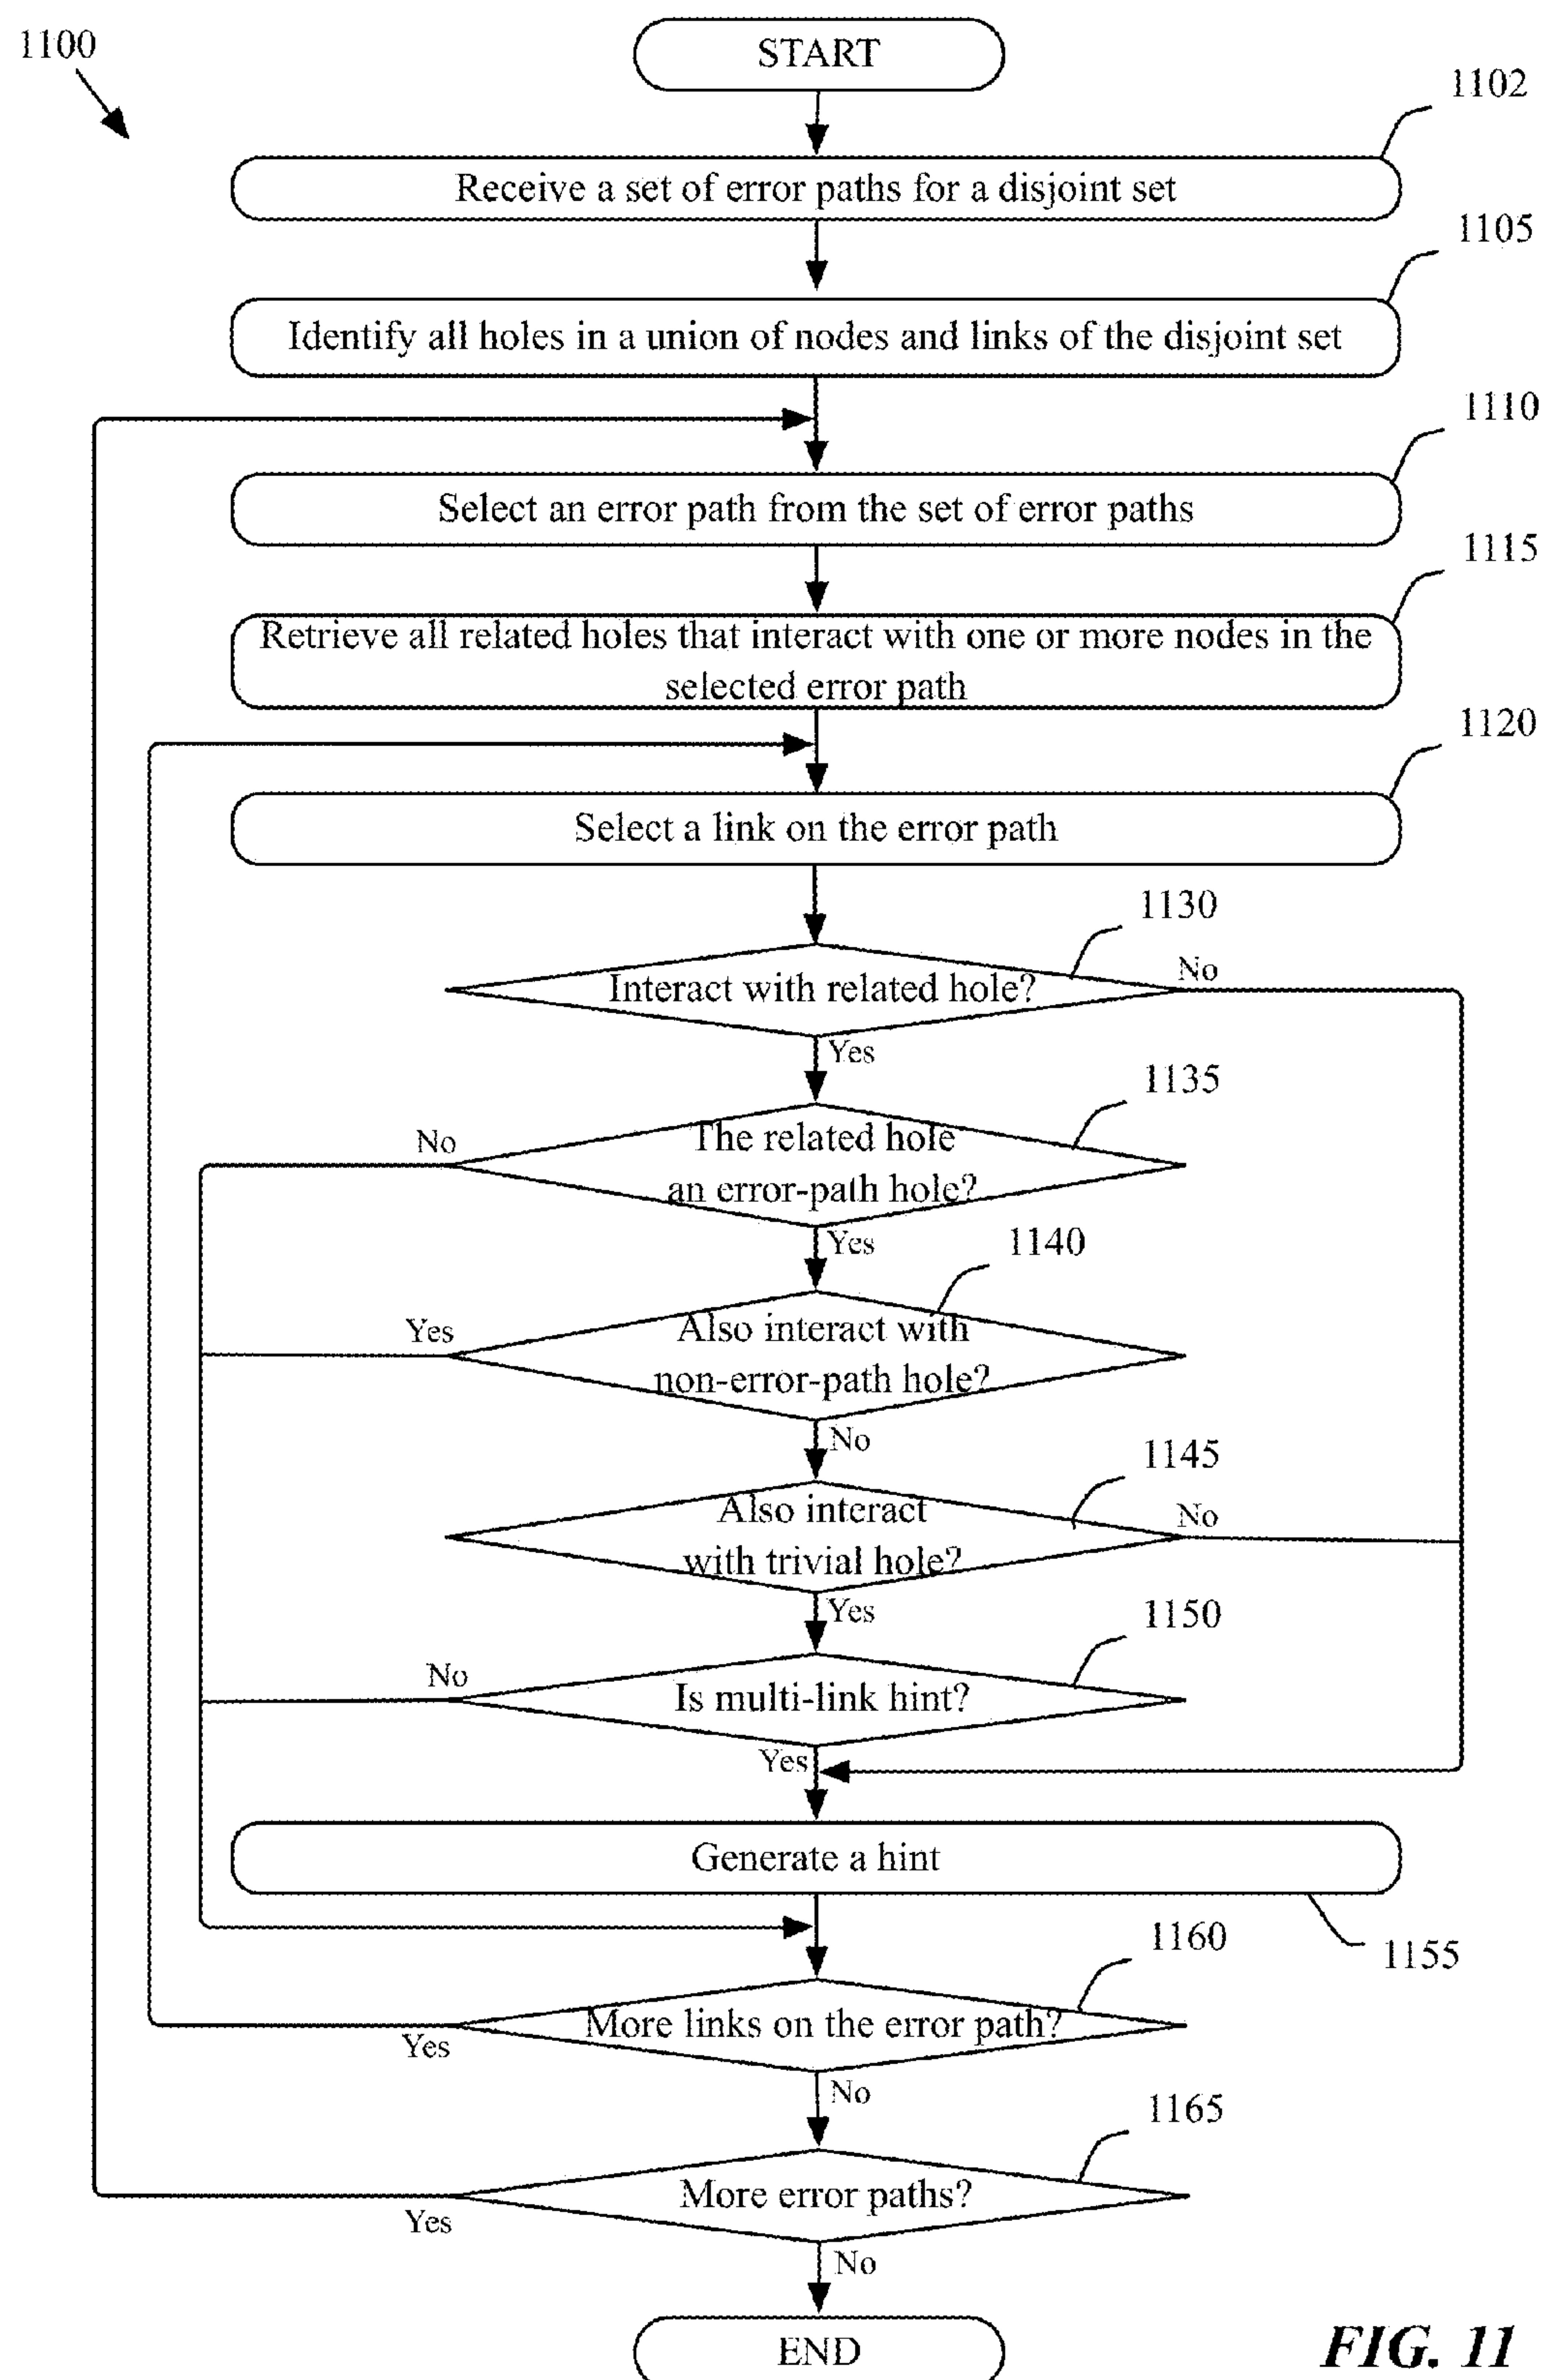 1100
START
1102
Receive a set of error paths for a disjoint set
1105
Identify all holes in a union of nodes and links of the disjoint set
1110
Select an error path from the set of error paths
1115
Retrieve all related holes that interact with one or more nodes in the
selected error path
1120
Select a link on the error path
1130
Interact with related hole?
No
Yes
1135
The related hole
an error-path hole?
No
Yes
1140
Also interact with
non-error-path hole?
Yes
No
1145
Also interact
with trivial hole?
No
Yes
1150
Is multi-link hint?
No
Yes
Generate a hint
1155
1160
More links on the error path?
Yes
No
1165
More error paths?
Yes
No
END
FIG. 11